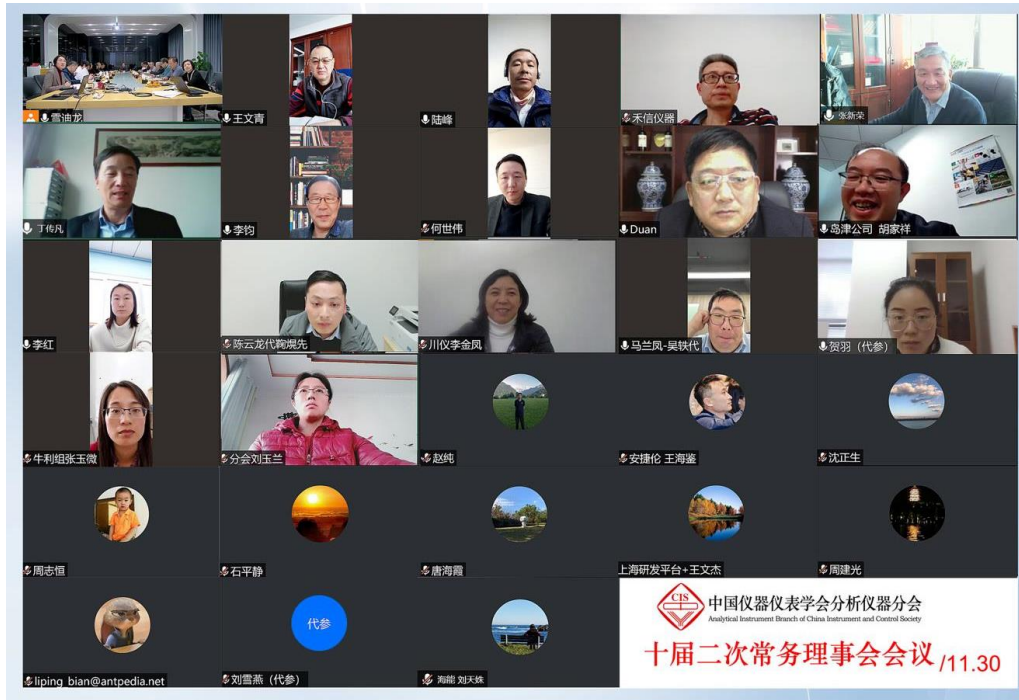 雪迪龙
王文青
陆峰
禾信仪器
张新荣
丁传凡
李钧
何世伟
Duan
岛津公司 胡家祥
李红
陈云龙代鞠焜先
川仪李金凤
马兰凤-吴轶代
贺羽（代参）
牛利组张玉微
分会刘玉兰
赵纯
安捷伦 王海鉴
沈正生
周志恒
石平静
唐海霞
上海研发平台+王文杰
周建光
liping_bian@antpedia.net
代参
刘雪燕（代参）
海能 刘天姝
CIS
中国仪器仪表学会分析仪器分会
Analytical Instrument Branch of China Instrument and Control Society
十届二次常务理事会会议 /11.30